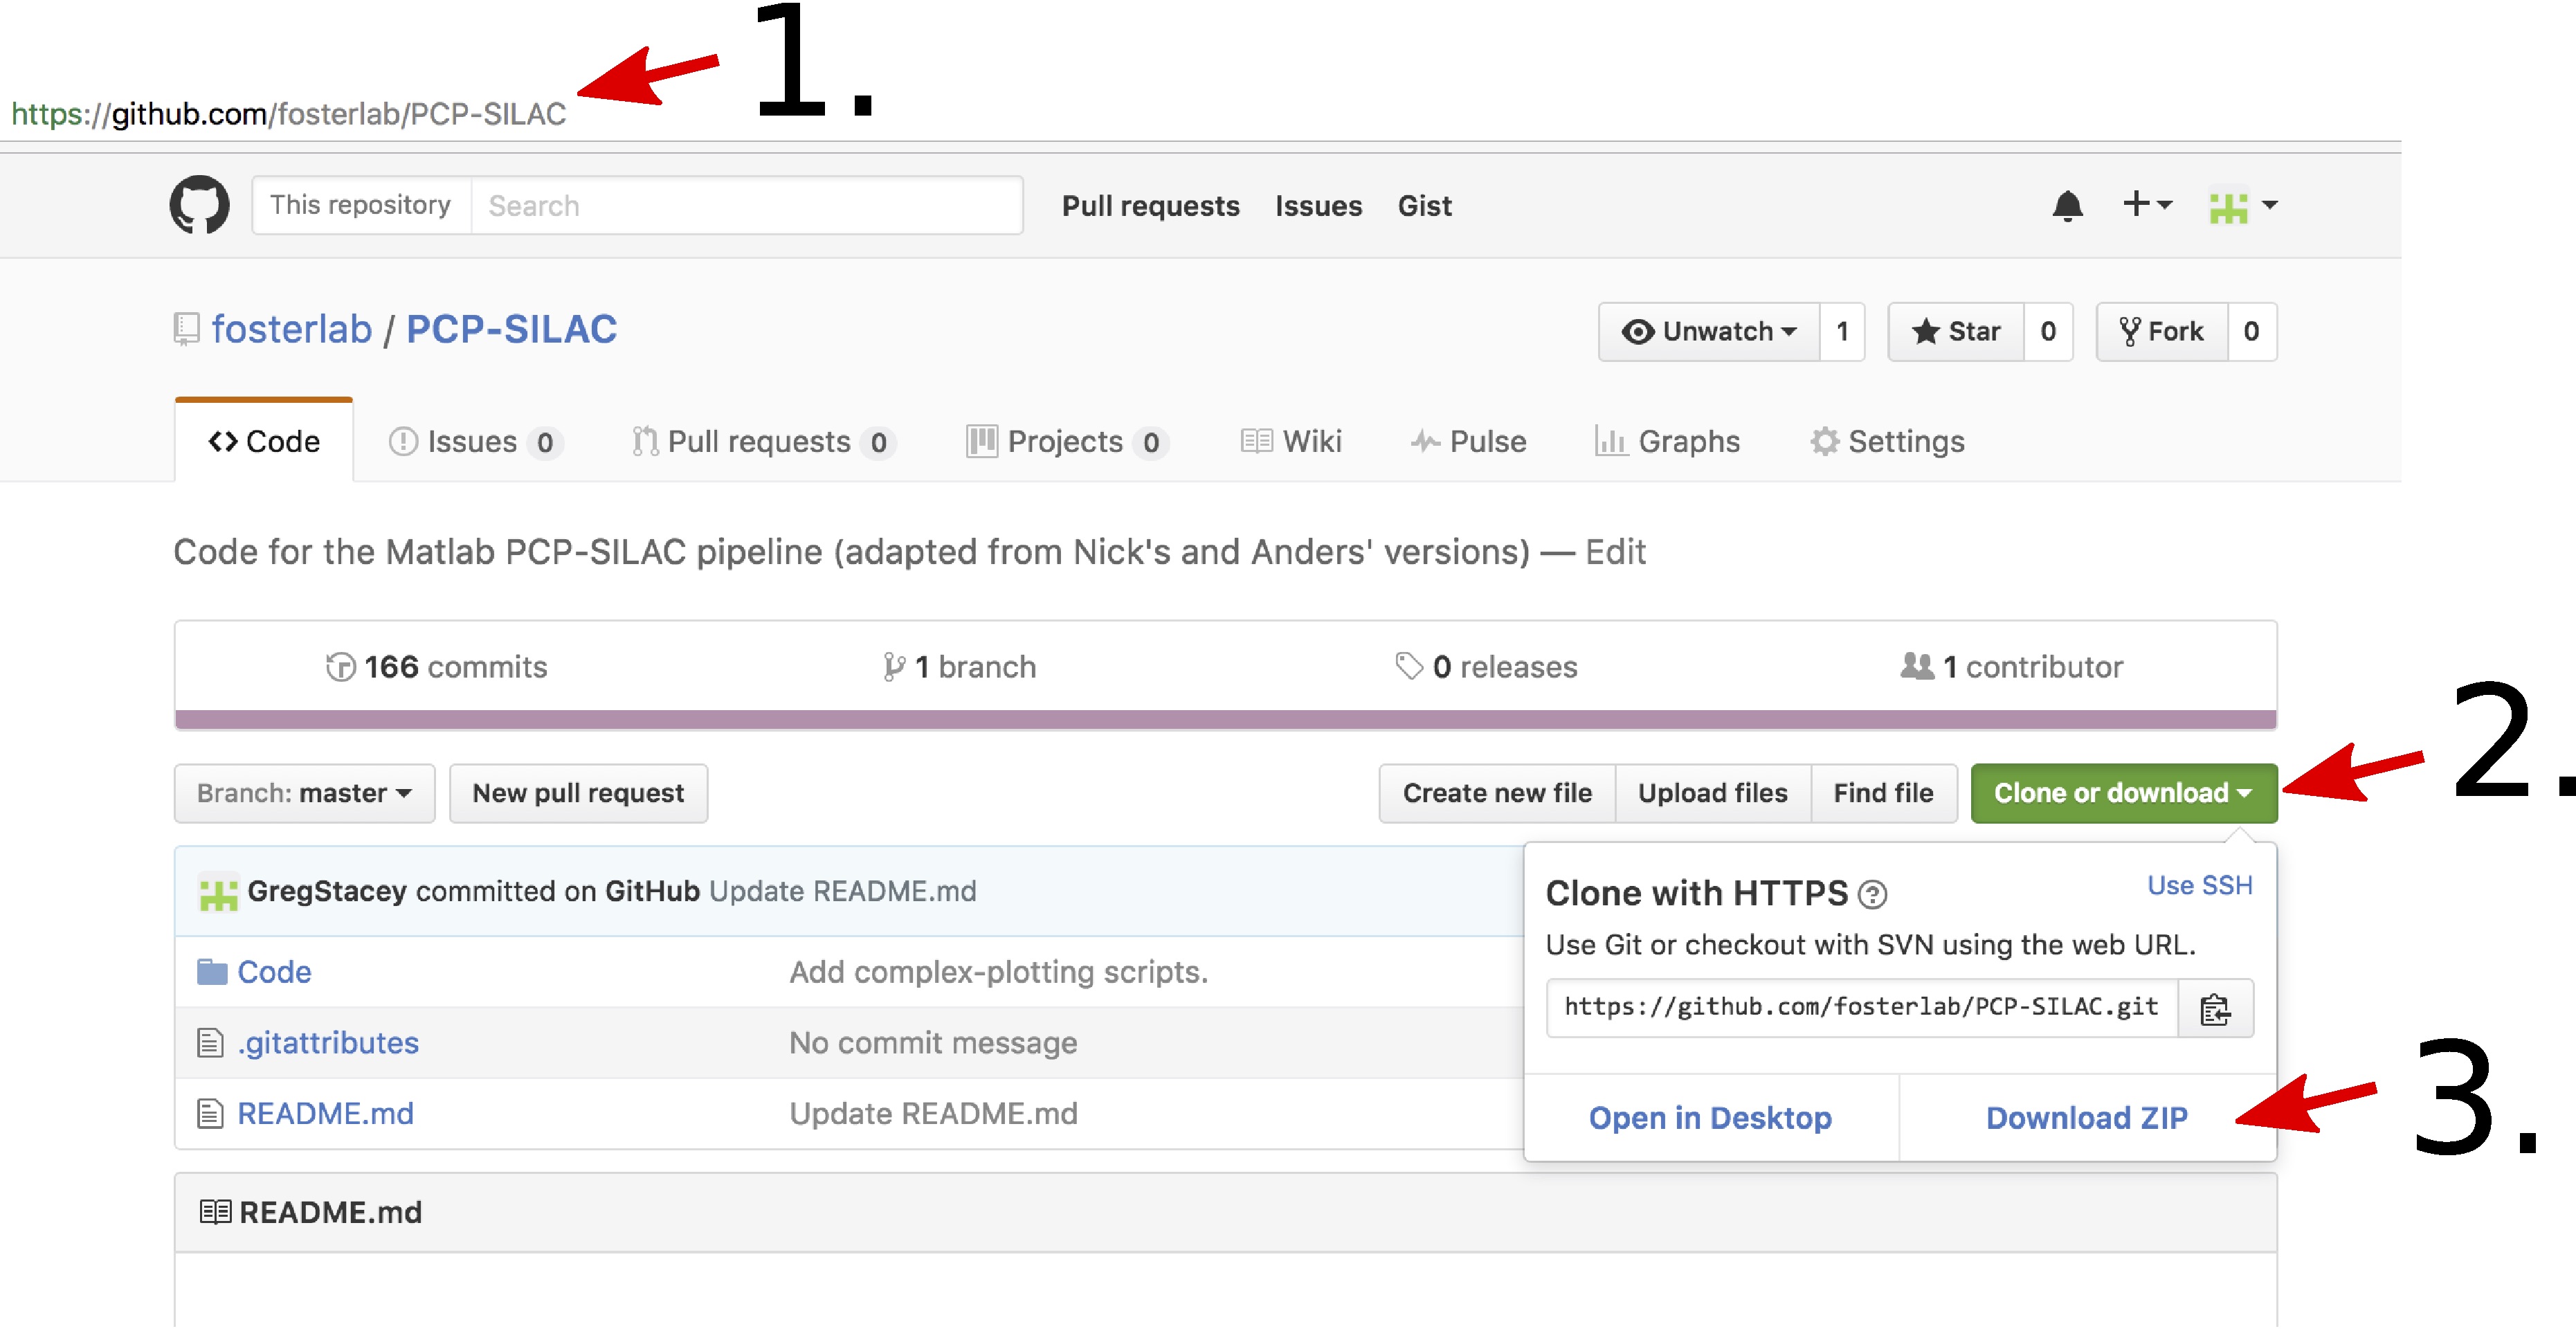 1.
https://github.com/fosterlab/PCP-SILAC
This repository Search Pull requests Issues Gist
fosterlab / PCP-SILAC Unwatch 1 Star 0 Fork 0
Code Issues 0 Pull requests 0 Projects 0 Wiki Pulse Graphs Settings
Code for the Matlab PCP-SILAC pipeline (adapted from Nick's and Anders' versions) — Edit
166 commits 1 branch 0 releases 1 contributor
2.
Branch: master New pull request Create new file Upload files Find file Clone or download
GregStacey committed on GitHub Update README.md
Clone with HTTPS ? Use SSH
Use Git or checkout with SVN using the web URL.
Code Add complex-plotting scripts.
https://github.com/fosterlab/PCP-SILAC.git
.gitattributes No commit message
3.
README.md Update README.md
Open in Desktop Download ZIP
README.md